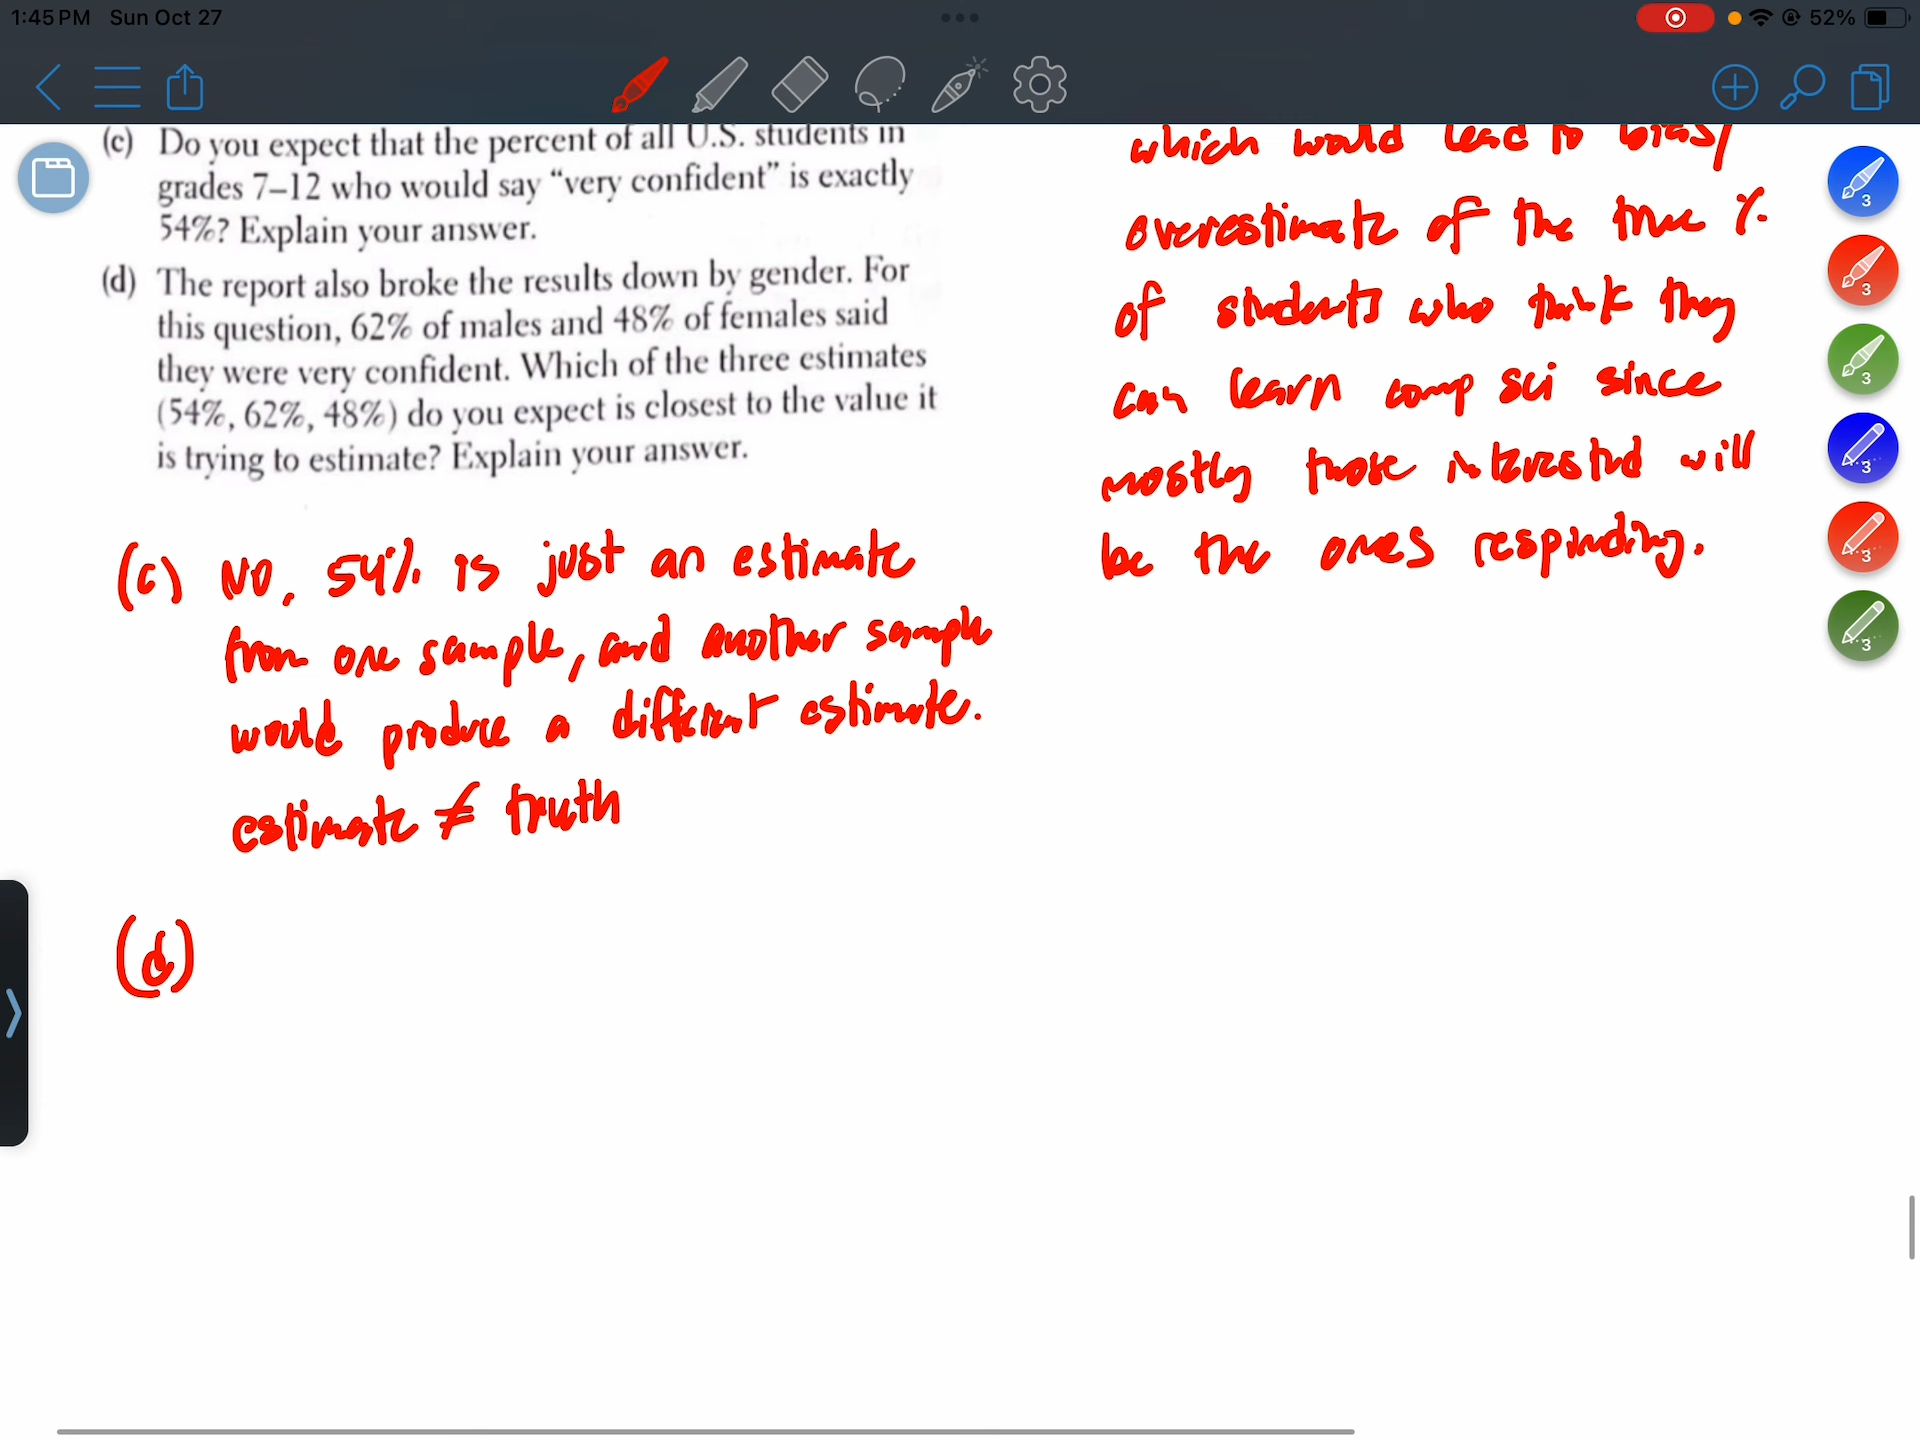 1:45 PM Sun Oct 27
52%
(c) Do you expect that the percent of all U.S. students in
grades 7–12 who would say “very confident” is exactly
54%? Explain your answer.
(d) The report also broke the results down by gender. For
this question, 62% of males and 48% of females said
they were very confident. Which of the three estimates
(54%, 62%, 48%) do you expect is closest to the value it
is trying to estimate? Explain your answer.
(c) No, 54% is just an estimate
from one sample, and another sample
would produce a different estimate.
estimate ≠ truth
(d)
which would lead to bias/
overestimate of the true %
of students who think they
can learn comp sci since
mostly those interested will
be the ones responding.
3
3
3
3
3
3